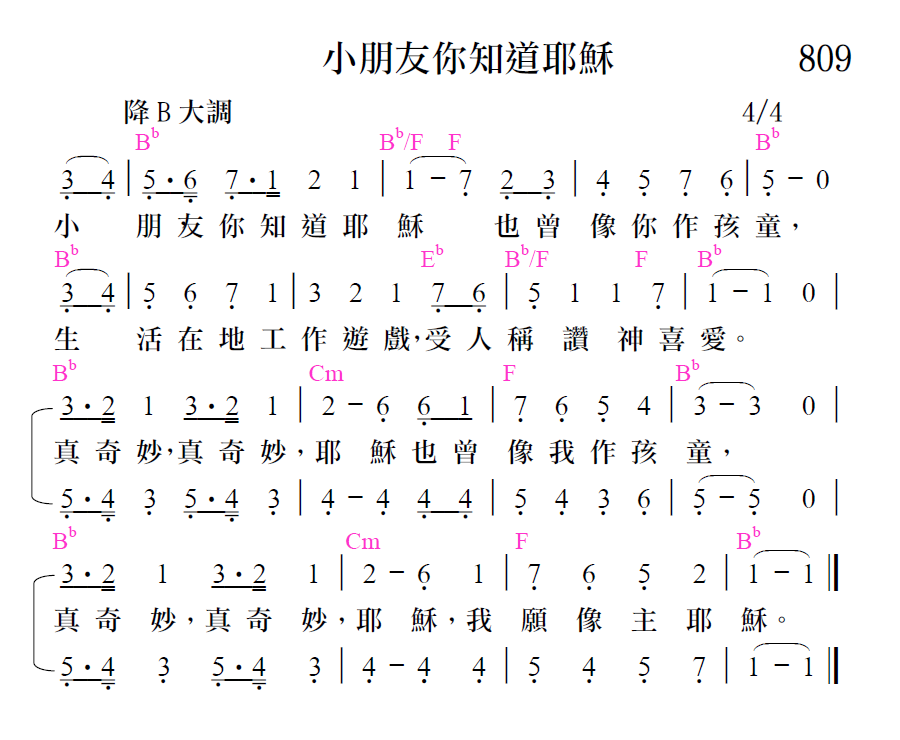 小朋友你知道耶穌 809
降 B 大調 4/4
B♭ B♭/F F B♭
3 4 | 5 · 6 7 · 1 2 1 | 1 - 7 2 3 | 4 5 7 6 | 5 - 0
小 朋友你知道耶穌 也曾像你作孩童，
B♭ E♭ B♭/F F B♭
3 4 | 5 6 7 1 | 3 2 1 7 6 | 5 1 1 7 | 1 - 1 0 |
生 活在地工作遊戲，受人稱讚神喜愛。
B♭ Cm F B♭
3 · 2 1 3 · 2 1 | 2 - 6 6 1 | 7 6 5 4 | 3 - 3 0 |
真奇妙，真奇妙，耶穌也曾像我作孩童，
5 · 4 3 5 · 4 3 | 4 - 4 4 4 | 5 4 3 6 | 5 - 5 0 |
B♭ Cm F B♭
3 · 2 1 3 · 2 1 | 2 - 6 1 | 7 6 5 2 | 1 - 1 ||
真奇妙，真奇妙，耶穌，我願像主耶穌。
5 · 4 3 5 · 4 3 | 4 - 4 4 | 5 4 5 7 | 1 - 1 ||